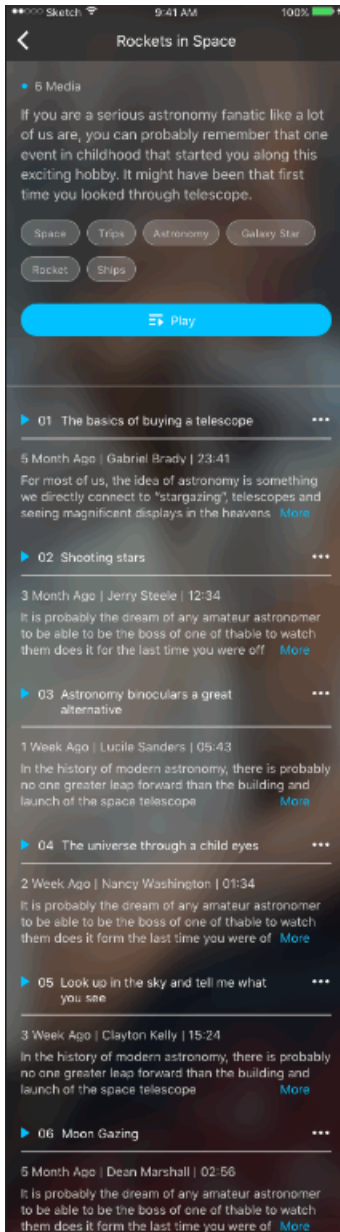 Sketch 9:41 AM 100%
Rockets in Space
6 Media
If you are a serious astronomy fanatic like a lot
of us are, you can probably remember that one
event in childhood that started you along this
exciting hobby. It might have been that first
time you looked through telescope.
Space Trips Astronomy Galaxy Star
Rocket Ships
Play
01 The basics of buying a telescope
5 Month Ago | Gabriel Brady | 23:41
For most of us, the idea of astronomy is something
we directly connect to “stargazing”, telescopes and
seeing magnificent displays in the heavens More
02 Shooting stars
3 Month Ago | Jerry Steele | 12:34
It is probably the dream of any amateur astronomer
to be able to be the boss of one of thable to watch
them does it for the last time you were off More
03 Astronomy binoculars a great
alternative
1 Week Ago | Lucile Sanders | 05:43
In the history of modern astronomy, there is probably
no one greater leap forward than the building and
launch of the space telescope More
04 The universe through a child eyes
2 Week Ago | Nancy Washington | 01:34
It is probably the dream of any amateur astronomer
to be able to be the boss of one of thable to watch
them does it form the last time you were of More
05 Look up in the sky and tell me what
you see
3 Week Ago | Clayton Kelly | 15:24
In the history of modern astronomy, there is probably
no one greater leap forward than the building and
launch of the space telescope More
06 Moon Gazing
5 Month Ago | Dean Marshall | 02:56
It is probably the dream of any amateur astronomer
to be able to be the boss of one of thable to watch
them does it form the last time you were of More